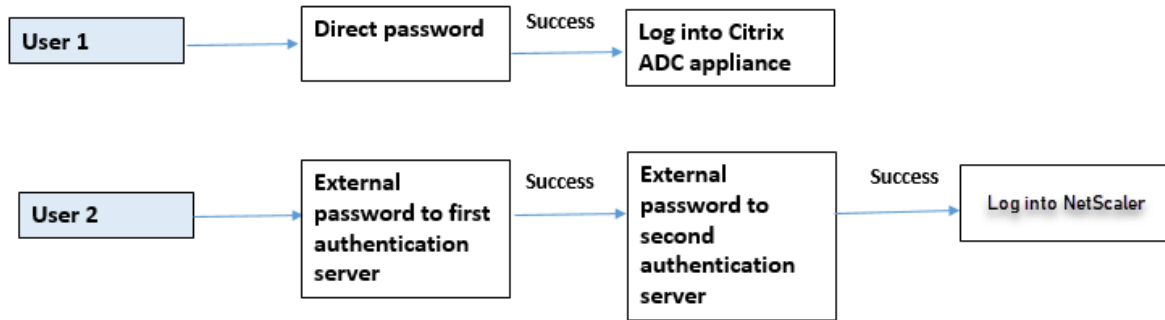 User 1
Direct password
Success
Log into Citrix
ADC appliance
User 2
External
password to first
authentication
server
Success
External
password to
second
authentication
server
Success
Log into NetScaler